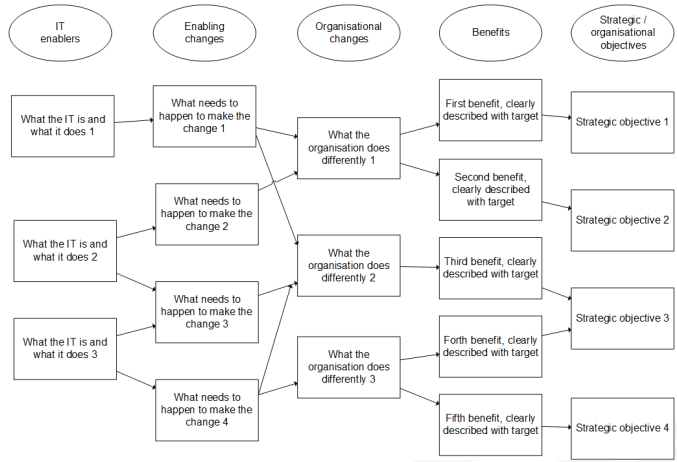 IT
enablers
Enabling
changes
Organisational
changes
Benefits
Strategic /
organisational
objectives
What the IT is and
what it does 1
What the IT is and
what it does 2
What the IT is and
what it does 3
What needs to
happen to make the
change 1
What needs to
happen to make the
change 2
What needs to
happen to make the
change 3
What needs to
happen to make the
change 4
What the
organisation does
differently 1
What the
organisation does
differently 2
What the
organisation does
differently 3
First benefit, clearly
described with target
Second benefit,
clearly described
with target
Third benefit, clearly
described with target
Forth benefit, clearly
described with target
Fifth benefit, clearly
described with target
Strategic objective 1
Strategic objective 2
Strategic objective 3
Strategic objective 4